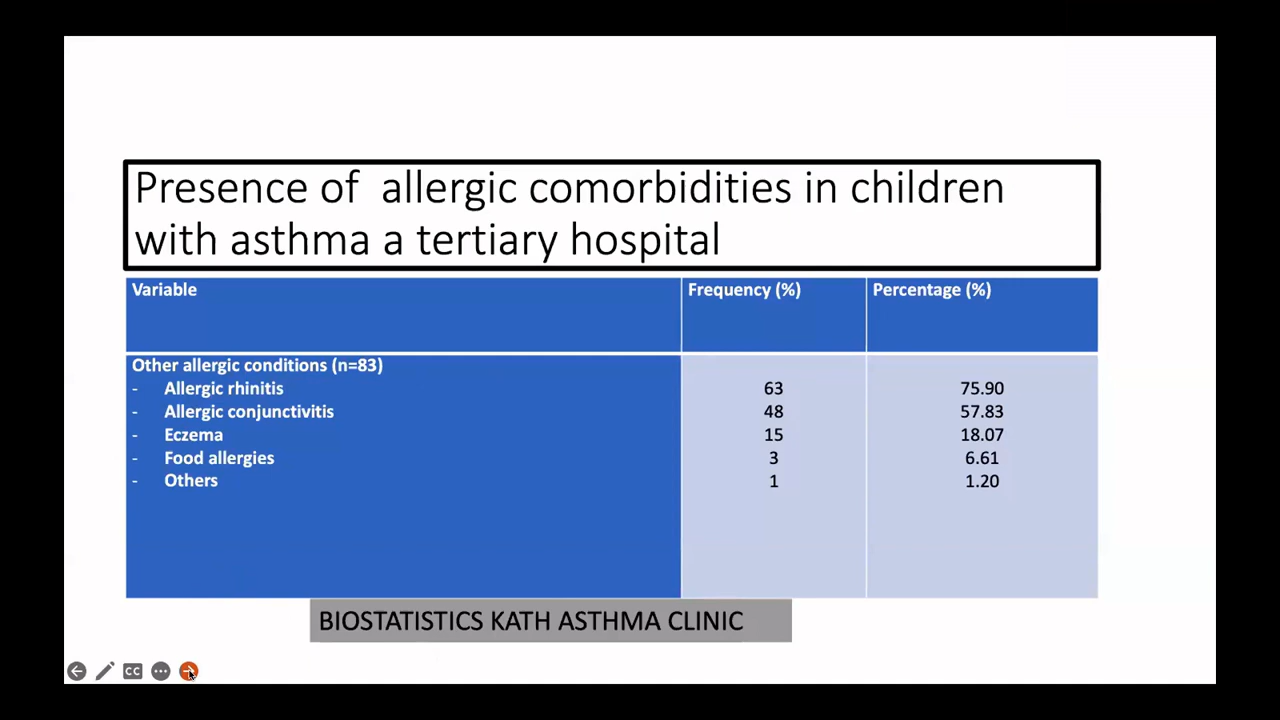 Presence of  allergic comorbidities in children
with asthma a tertiary hospital
Variable Frequency (%) Percentage (%)
Other allergic conditions (n=83)
- Allergic rhinitis 63 75.90
- Allergic conjunctivitis 48 57.83
- Eczema 15 18.07
- Food allergies 3 6.61
- Others 1 1.20
BIOSTATISTICS KATH ASTHMA CLINIC
CC